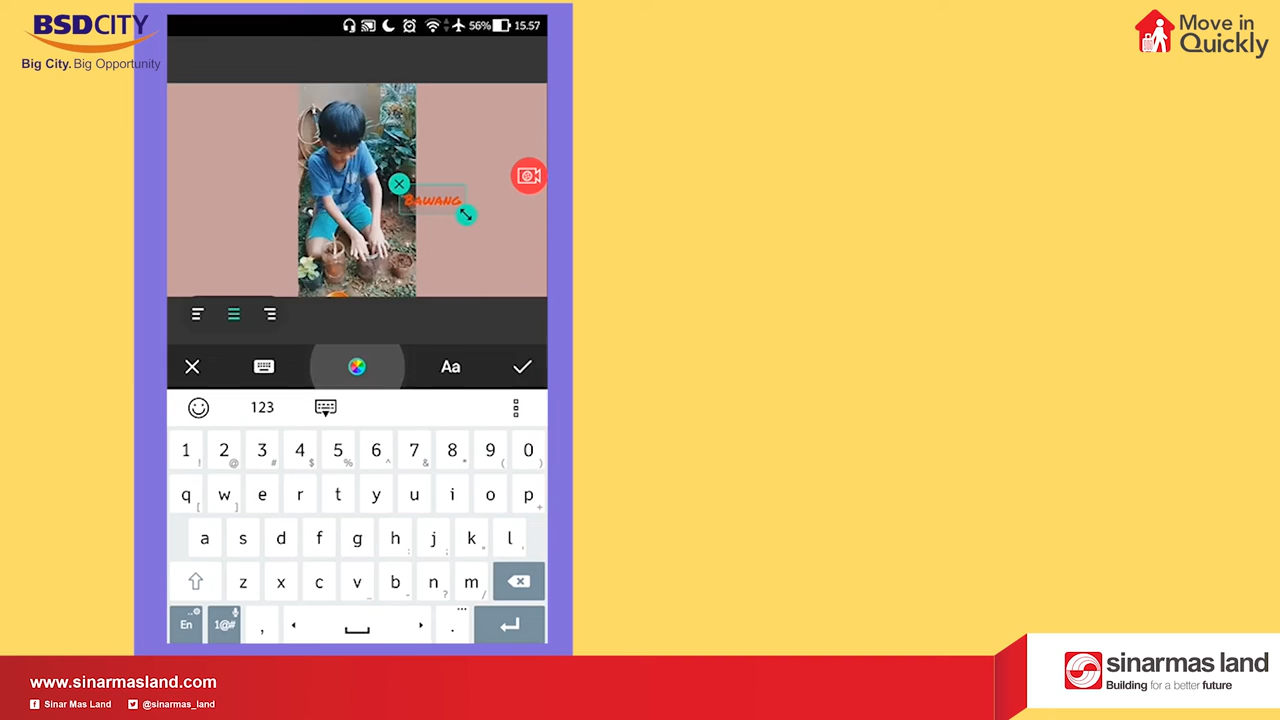 BSDCITY
Big City. Big Opportunity
Move in
Quickly
56% 15.57
Bawang
Aa
123
1 2 3 4 5 6 7 8 9 0
! @ # $ % ^ & * ( )
q w e r t y u i o p
[ ] +
a s d f g h j k l
: ; " '
z x c v b n m
_ - ? /
En 1@# , .
www.sinarmasland.com
Sinar Mas Land @sinarmas_land
sinarmas land
Building for a better future